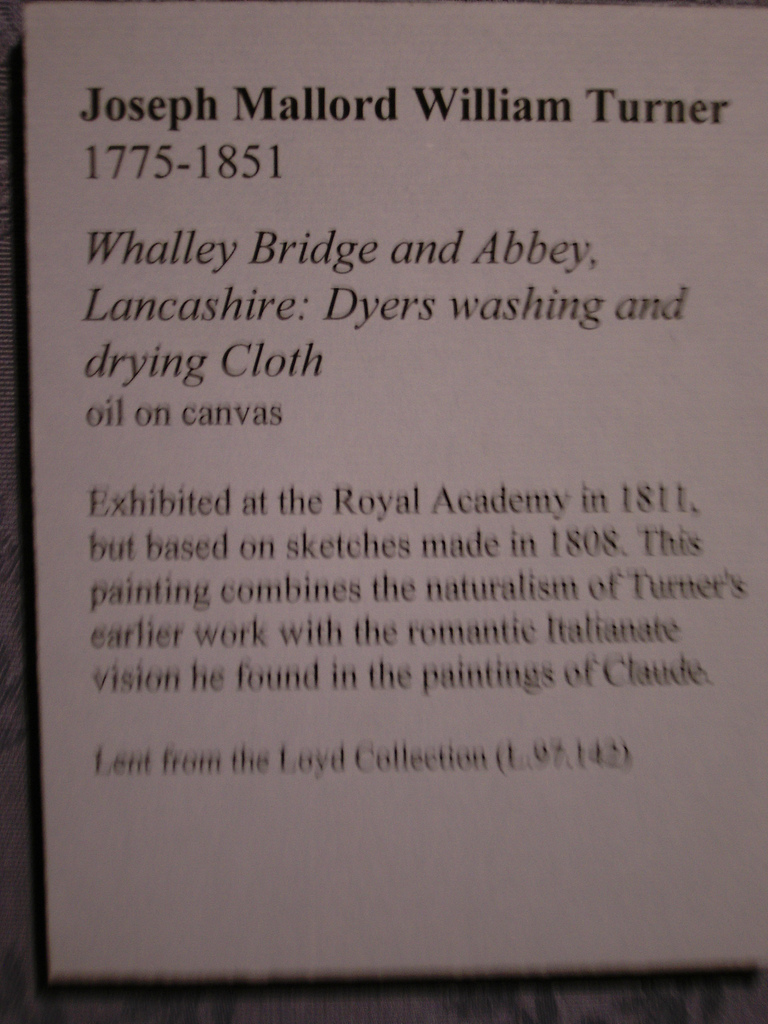 Joseph Mallord William Turner
1775-1851
Whalley Bridge and Abbey,
Lancashire: Dyers washing and
drying Cloth
oil on canvas
Exhibited at the Royal Academy in 1811,
but based on sketches made in 1808. This
painting combines the naturalism of Turner's
earlier work with the romantic Italianate
vision he found in the paintings of Claude.
Lent from the Loyd Collection (L.97.142)